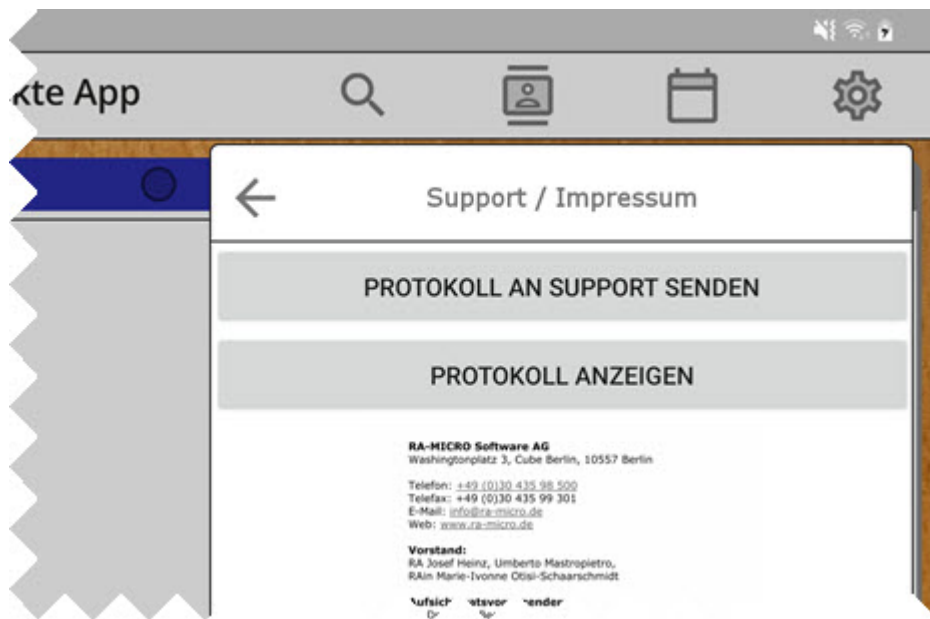 kte App
Support / Impressum
PROTOKOLL AN SUPPORT SENDEN
PROTOKOLL ANZEIGEN
RA-MICRO Software AG
Washingtonplatz 3, Cube Berlin, 10557 Berlin
Telefon: +49 (0)30 435 98 500
Telefax: +49 (0)30 435 99 301
E-Mail: info@ra-micro.de
Web: www.ra-micro.de
Vorstand:
RA Josef Heinz, Umberto Mastropietro,
RAin Marie-Ivonne Otisi-Schaarschmidt